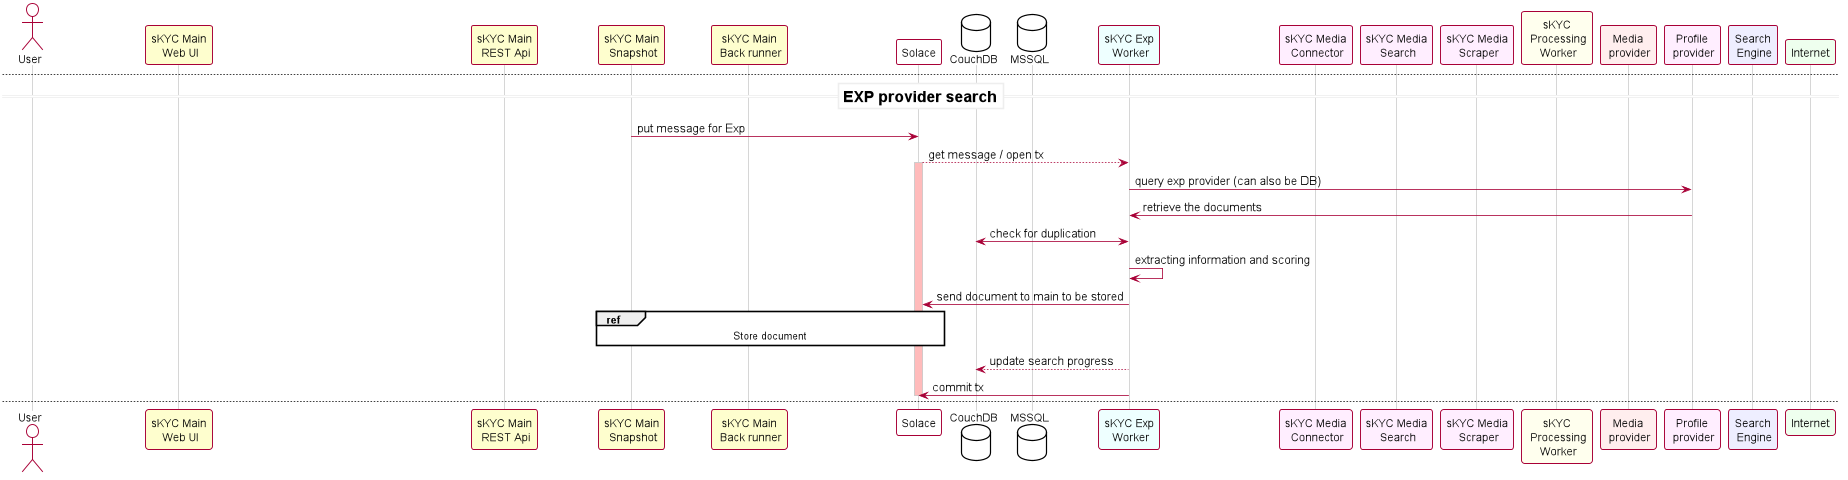 User
sKYC Main
Web UI
sKYC Main
REST Api
sKYC Main
Snapshot
sKYC Main
Back runner
Solace
CouchDB
MSSQL
sKYC Exp
Worker
sKYC Media
Connector
sKYC Media
Search
sKYC Media
Scraper
sKYC
Processing
Worker
Media
provider
Profile
provider
Search
Engine
Internet
EXP provider search
put message for Exp
get message / open tx
query exp provider (can also be DB)
retrieve the documents
check for duplication
extracting information and scoring
send document to main to be stored
ref
Store document
update search progress
commit tx
User
sKYC Main
Web UI
sKYC Main
REST Api
sKYC Main
Snapshot
sKYC Main
Back runner
Solace
CouchDB
MSSQL
sKYC Exp
Worker
sKYC Media
Connector
sKYC Media
Search
sKYC Media
Scraper
sKYC
Processing
Worker
Media
provider
Profile
provider
Search
Engine
Internet